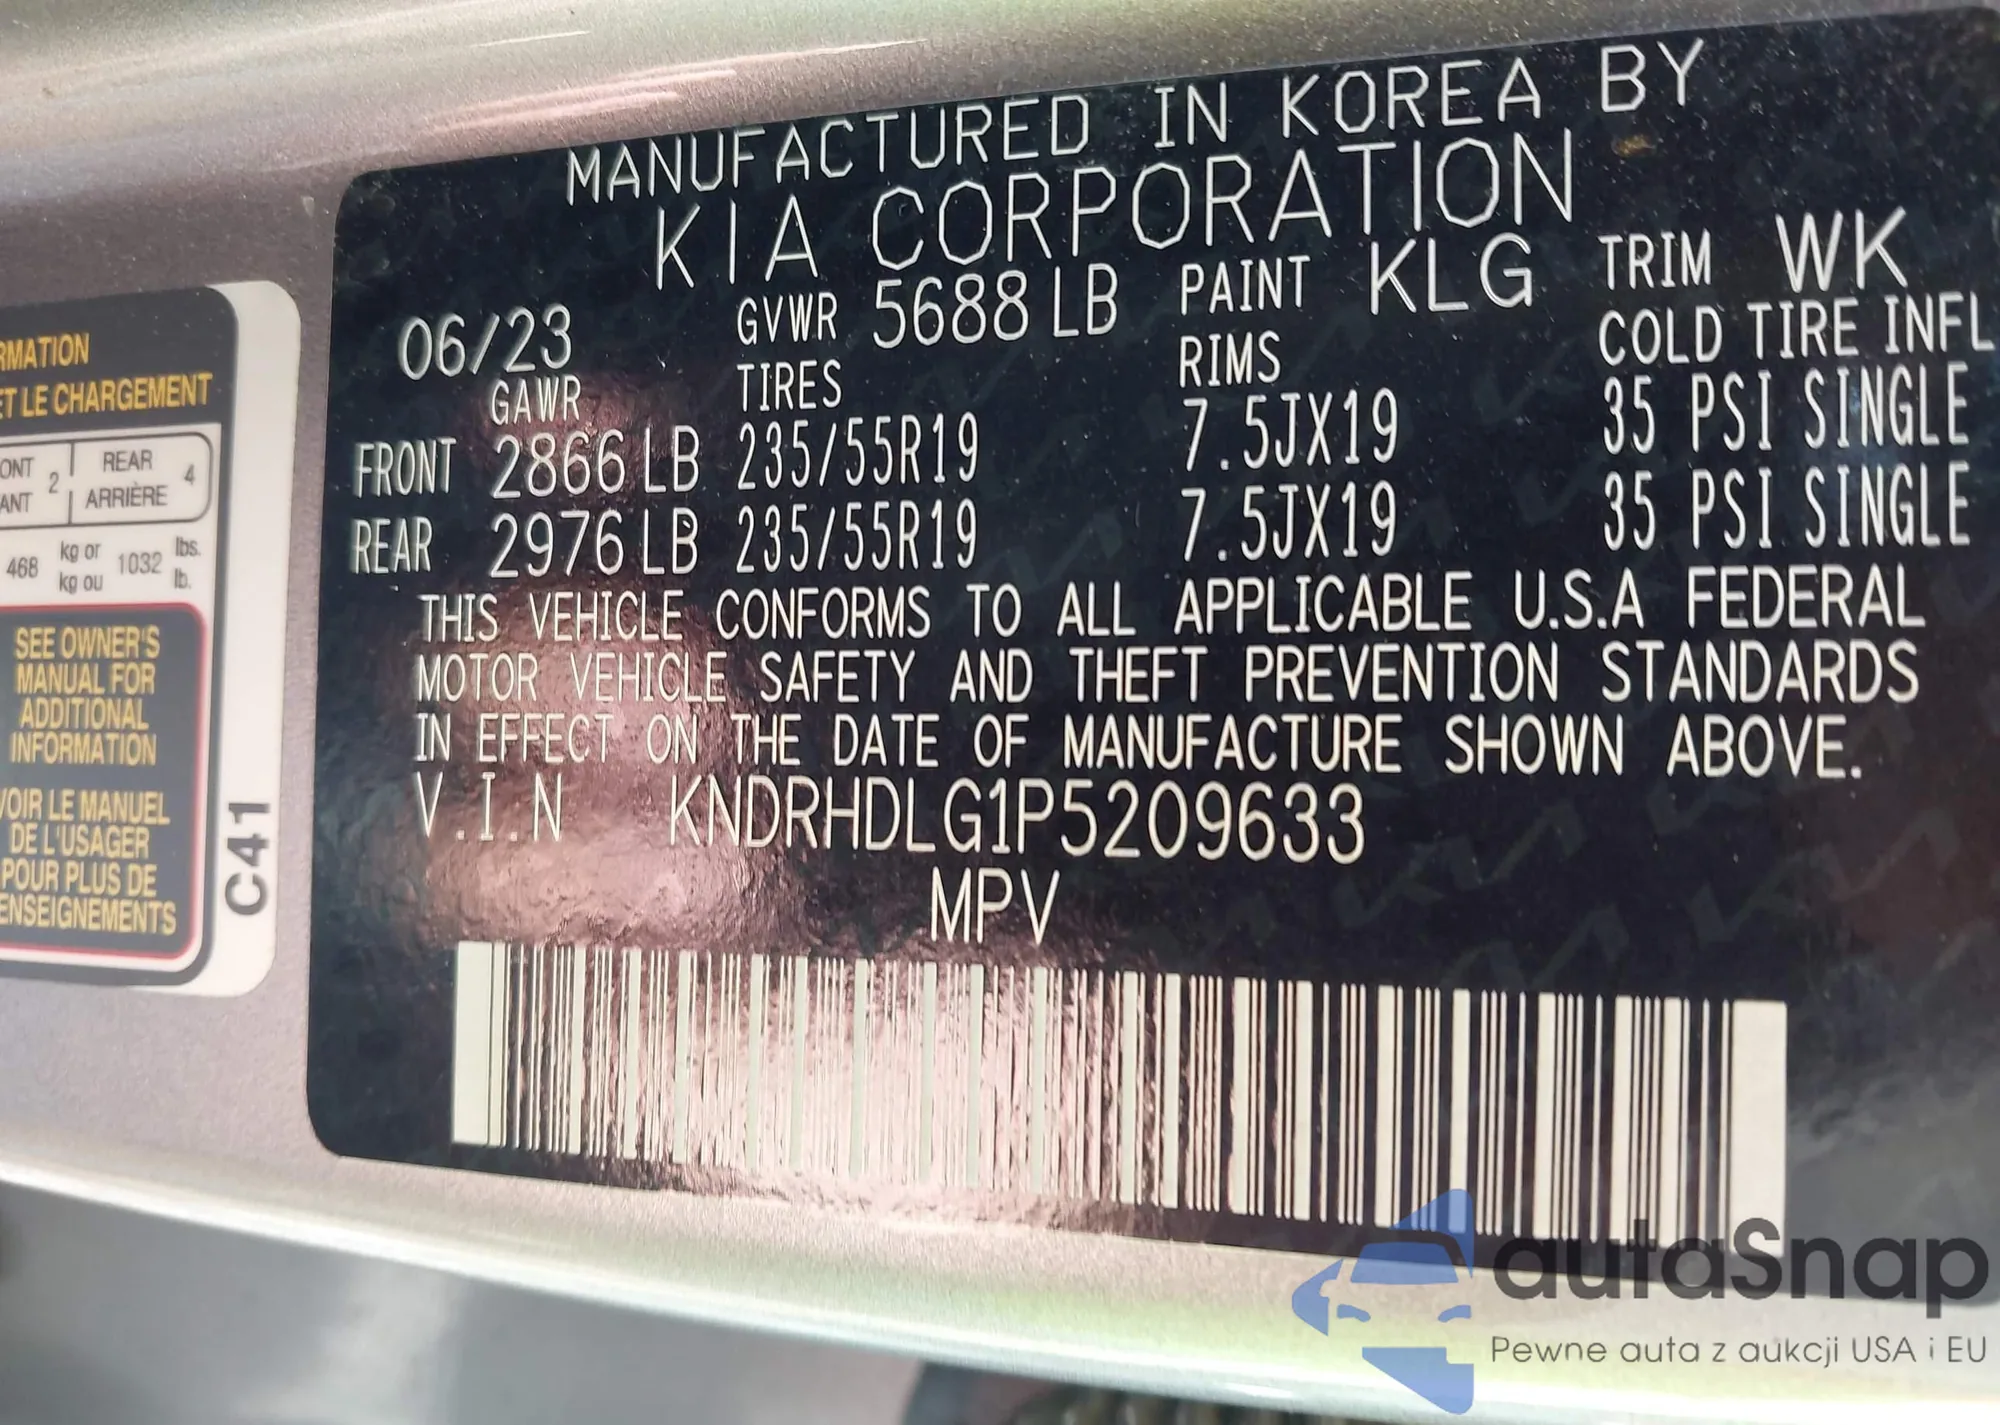 MANUFACTURED IN KOREA BY
KIA CORPORATION
06/23 GVWR 5688 LB PAINT KLG TRIM WK
GAWR TIRES RIMS COLD TIRE INFL
FRONT 2866 LB 235/55R19 7.5JX19 35 PSI SINGLE
REAR 2976 LB 235/55R19 7.5JX19 35 PSI SINGLE
THIS VEHICLE CONFORMS TO ALL APPLICABLE U.S.A FEDERAL
MOTOR VEHICLE SAFETY AND THEFT PREVENTION STANDARDS
IN EFFECT ON THE DATE OF MANUFACTURE SHOWN ABOVE.
V.I.N KNDRHDLG1P5209633
MPV
RMATION
ET LE CHARGEMENT
ONT 2 REAR 4
ANT ARRIÈRE
468 kg or 1032 lbs.
kg ou lb.
SEE OWNER'S
MANUAL FOR
ADDITIONAL
INFORMATION
VOIR LE MANUEL
DE L'USAGER
POUR PLUS DE
ENSEIGNEMENTS
C41
autaSnap
Pewne auta z aukcji USA i EU